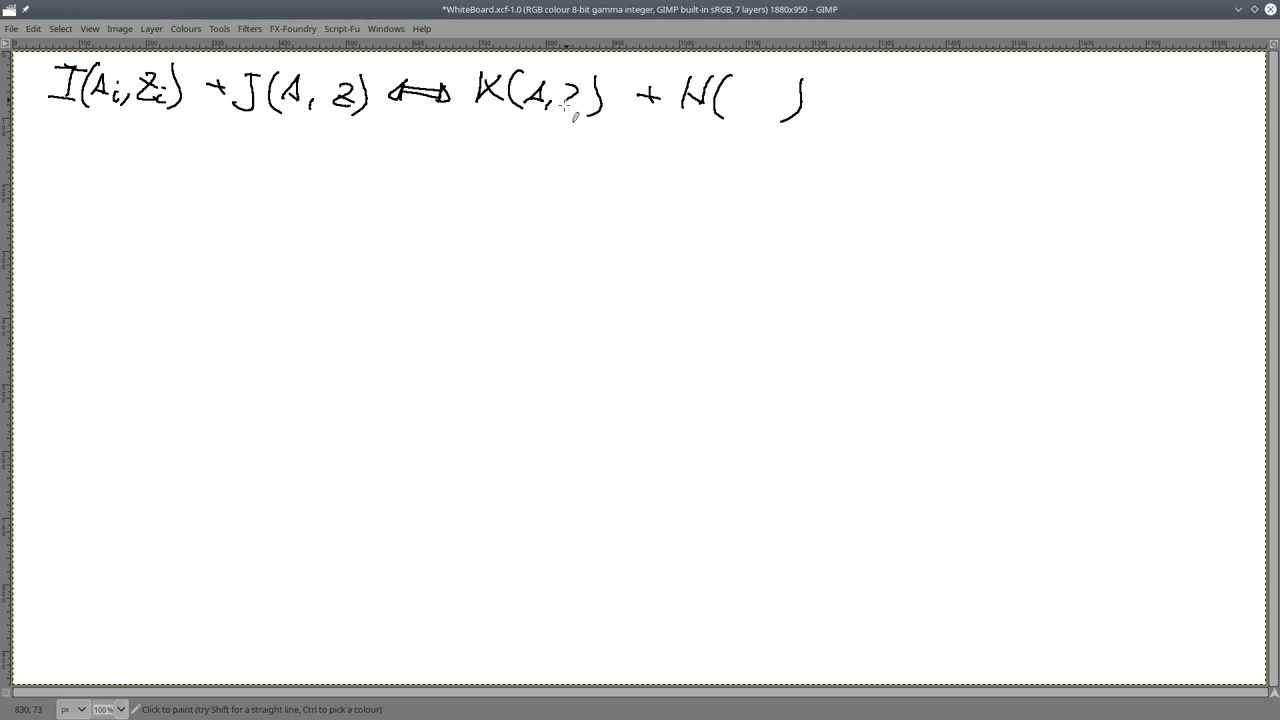 *WhiteBoard.xcf-1.0 (RGB colour 8-bit gamma integer, GIMP built-in sRGB, 7 layers) 1880x950 – GIMP
File Edit Select View Image Layer Colours Tools Filters FX-Foundry Script-Fu Windows Help
I(Ai, Zi) + J(A, Z) ⟺ K(A, Z) + N( )
830, 73 px 100% Click to paint (try Shift for a straight line, Ctrl to pick a colour)